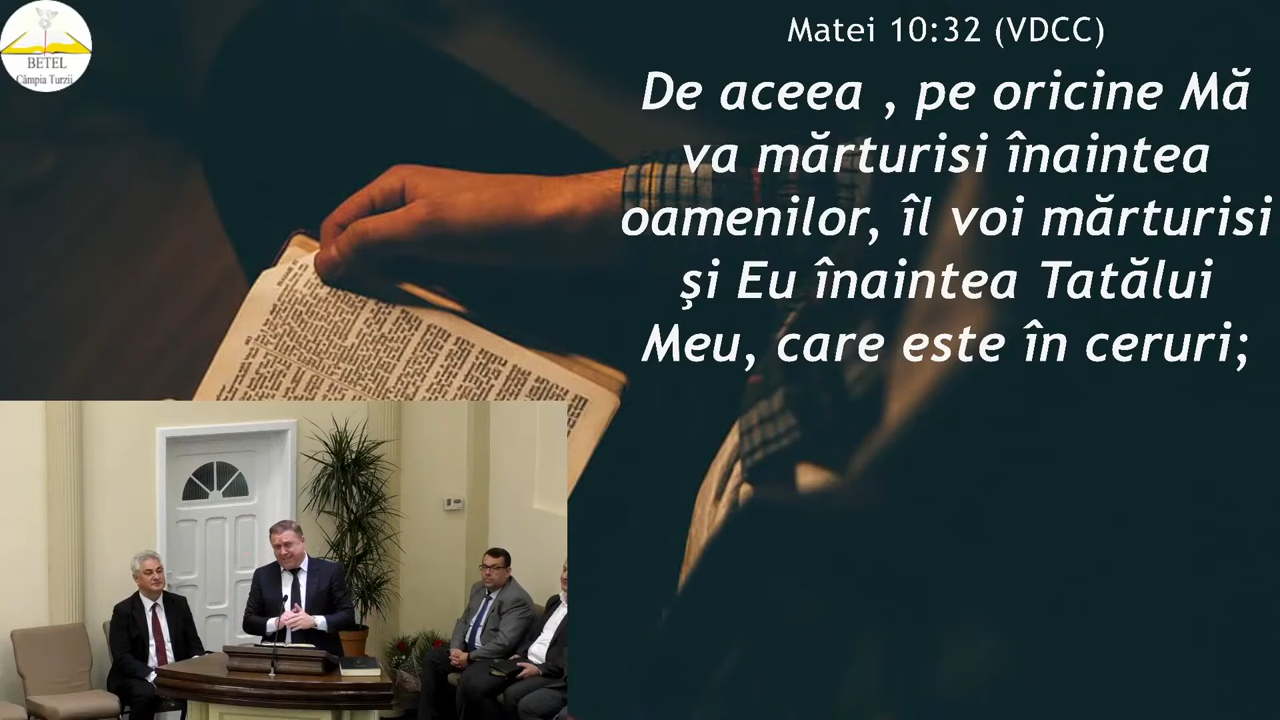 BETEL
Câmpia Turzii
Matei 10:32 (VDCC)
De aceea , pe oricine Mă
va mărturisi înaintea
oamenilor, îl voi mărturisi
şi Eu înaintea Tatălui
Meu, care este în ceruri;